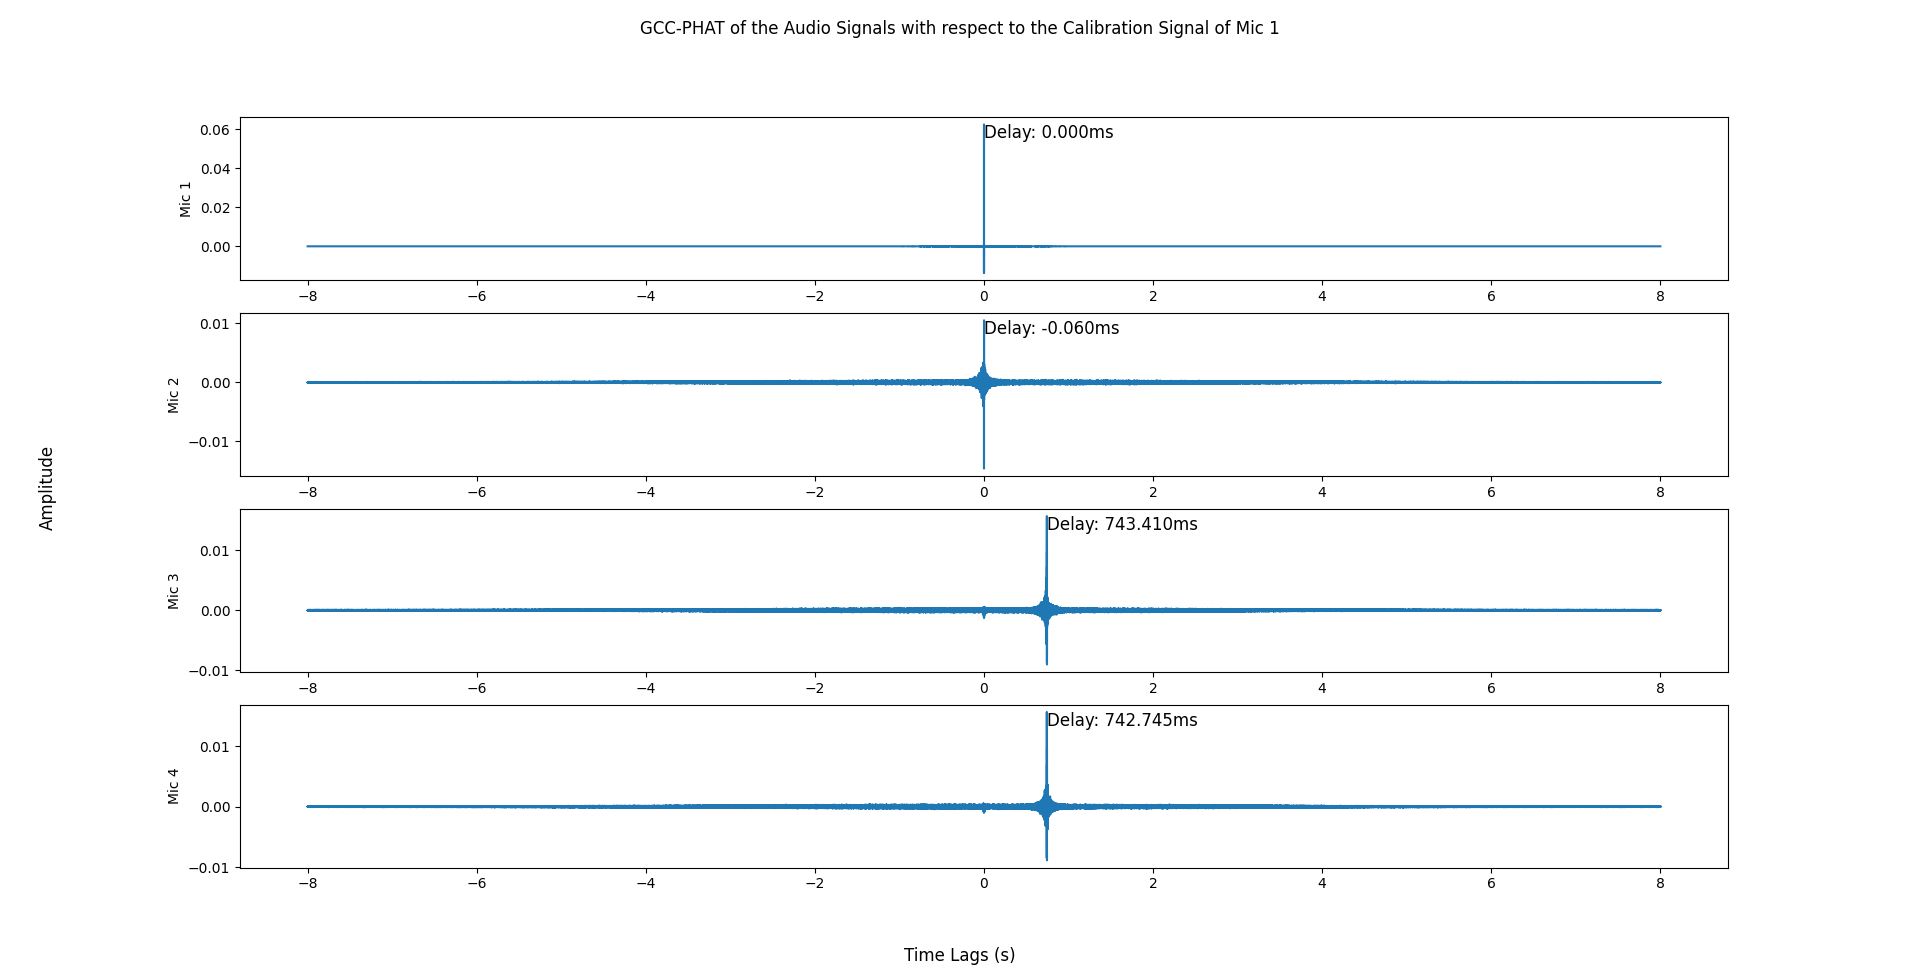 GCC-PHAT of the Audio Signals with respect to the Calibration Signal of Mic 1
Mic 1
0.06
0.04
0.02
0.00
Delay: 0.000ms
−8 −6 −4 −2 0 2 4 6 8
Mic 2
0.01
0.00
−0.01
Delay: -0.060ms
−8 −6 −4 −2 0 2 4 6 8
Amplitude
Mic 3
0.01
0.00
−0.01
Delay: 743.410ms
−8 −6 −4 −2 0 2 4 6 8
Mic 4
0.01
0.00
−0.01
Delay: 742.745ms
−8 −6 −4 −2 0 2 4 6 8
Time Lags (s)